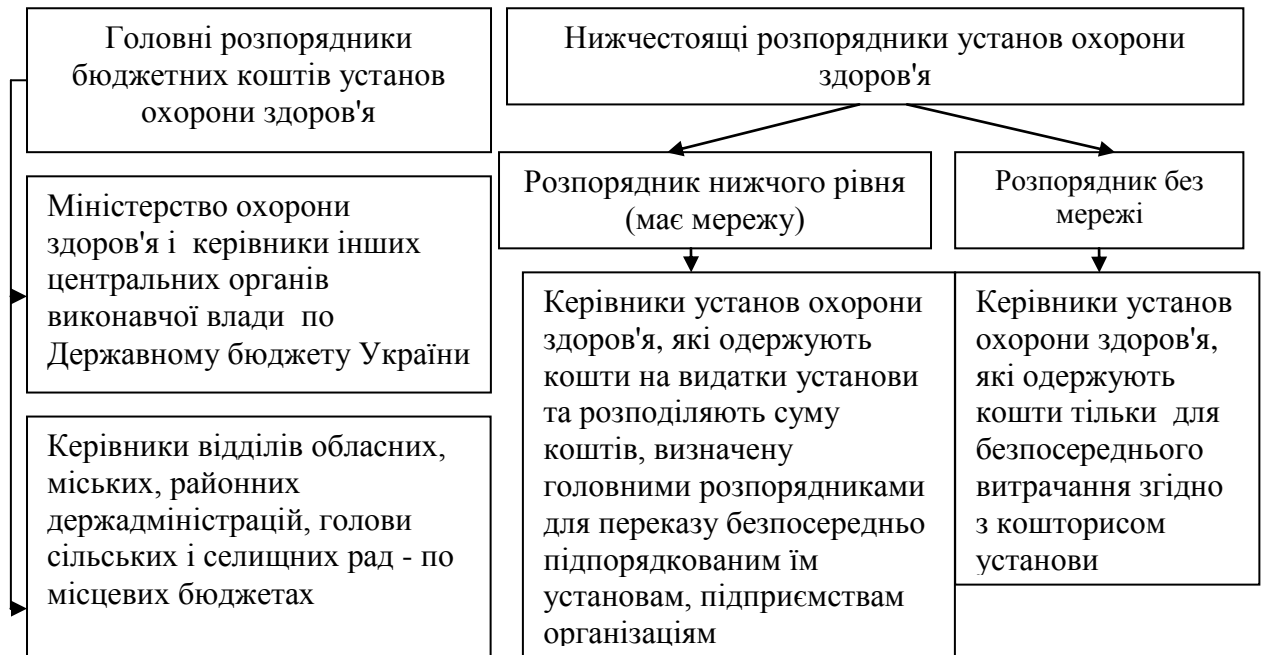 Головні розпорядники
бюджетних коштів установ
охорони здоров'я
Міністерство охорони
здоров'я і керівники інших
центральних органів
виконавчої влади по
Державному бюджету України
Керівники відділів обласних,
міських, районних
держадміністрацій, голови
сільських і селищних рад - по
місцевих бюджетах
Нижчестоящі розпорядники установ охорони
здоров'я
Розпорядник нижчого рівня
(має мережу)
Керівники установ охорони
здоров'я, які одержують
кошти на видатки установи
та розподіляють суму
коштів, визначену
головними розпорядниками
для переказу безпосередньо
підпорядкованим їм
установам, підприємствам
організаціям
Розпорядник без
мережі
Керівники установ
охорони здоров'я,
які одержують
кошти тільки для
безпосереднього
витрачання згідно
з кошторисом
установи